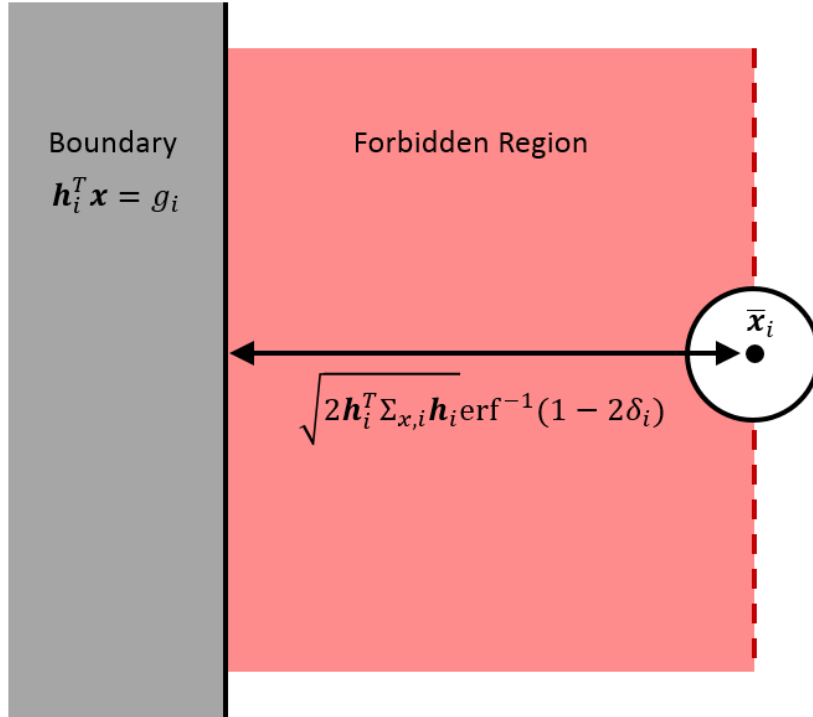 Boundary
𝒉ᵢᵀ𝒙 = gᵢ
Forbidden Region
x̄ᵢ
√(2𝒉ᵢᵀΣₓ,ᵢ𝒉ᵢ) erf⁻¹(1 − 2δᵢ)